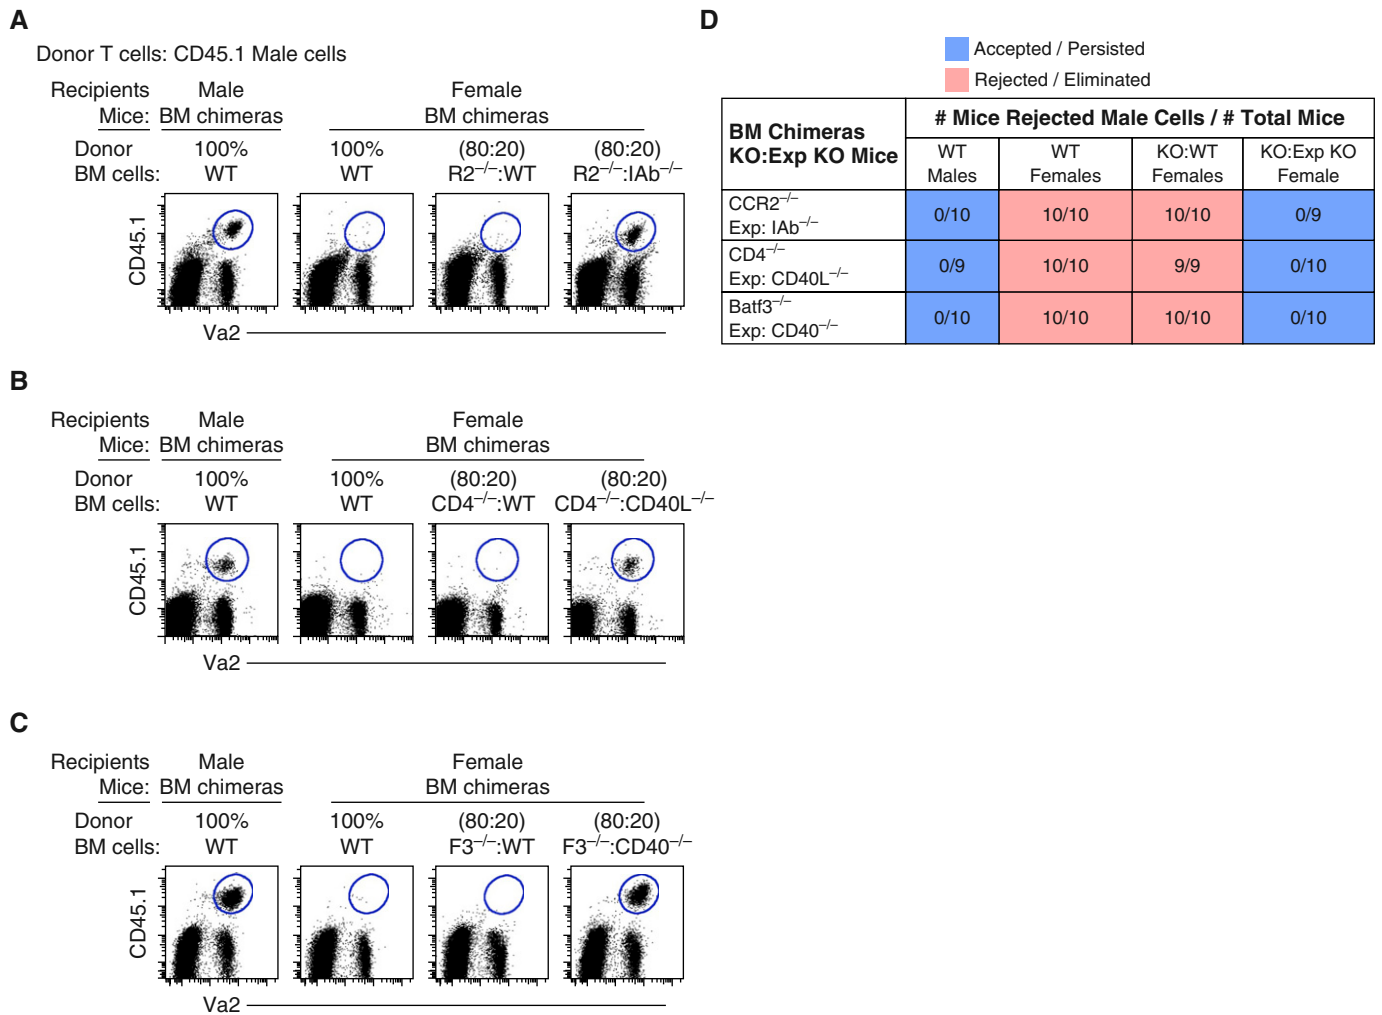 A
Donor T cells: CD45.1 Male cells
Recipients Male Female
Mice: BM chimeras BM chimeras
Donor 100% 100% (80:20) (80:20)
BM cells: WT WT R2–/–:WT R2–/–:IAb–/–
CD45.1
Va2
B
Recipients Male Female
Mice: BM chimeras BM chimeras
Donor 100% 100% (80:20) (80:20)
BM cells: WT WT CD4–/–:WT CD4–/–:CD40L–/–
CD45.1
Va2
C
Recipients Male Female
Mice: BM chimeras BM chimeras
Donor 100% 100% (80:20) (80:20)
BM cells: WT WT F3–/–:WT F3–/–:CD40–/–
CD45.1
Va2
D
Accepted / Persisted
Rejected / Eliminated
BM Chimeras
KO:Exp KO Mice
# Mice Rejected Male Cells / # Total Mice
WT WT KO:WT KO:Exp KO
Males Females Females Female
CCR2–/–
Exp: IAb–/–
0/10 10/10 10/10 0/9
CD4–/–
Exp: CD40L–/–
0/9 10/10 9/9 0/10
Batf3–/–
Exp: CD40–/–
0/10 10/10 10/10 0/10